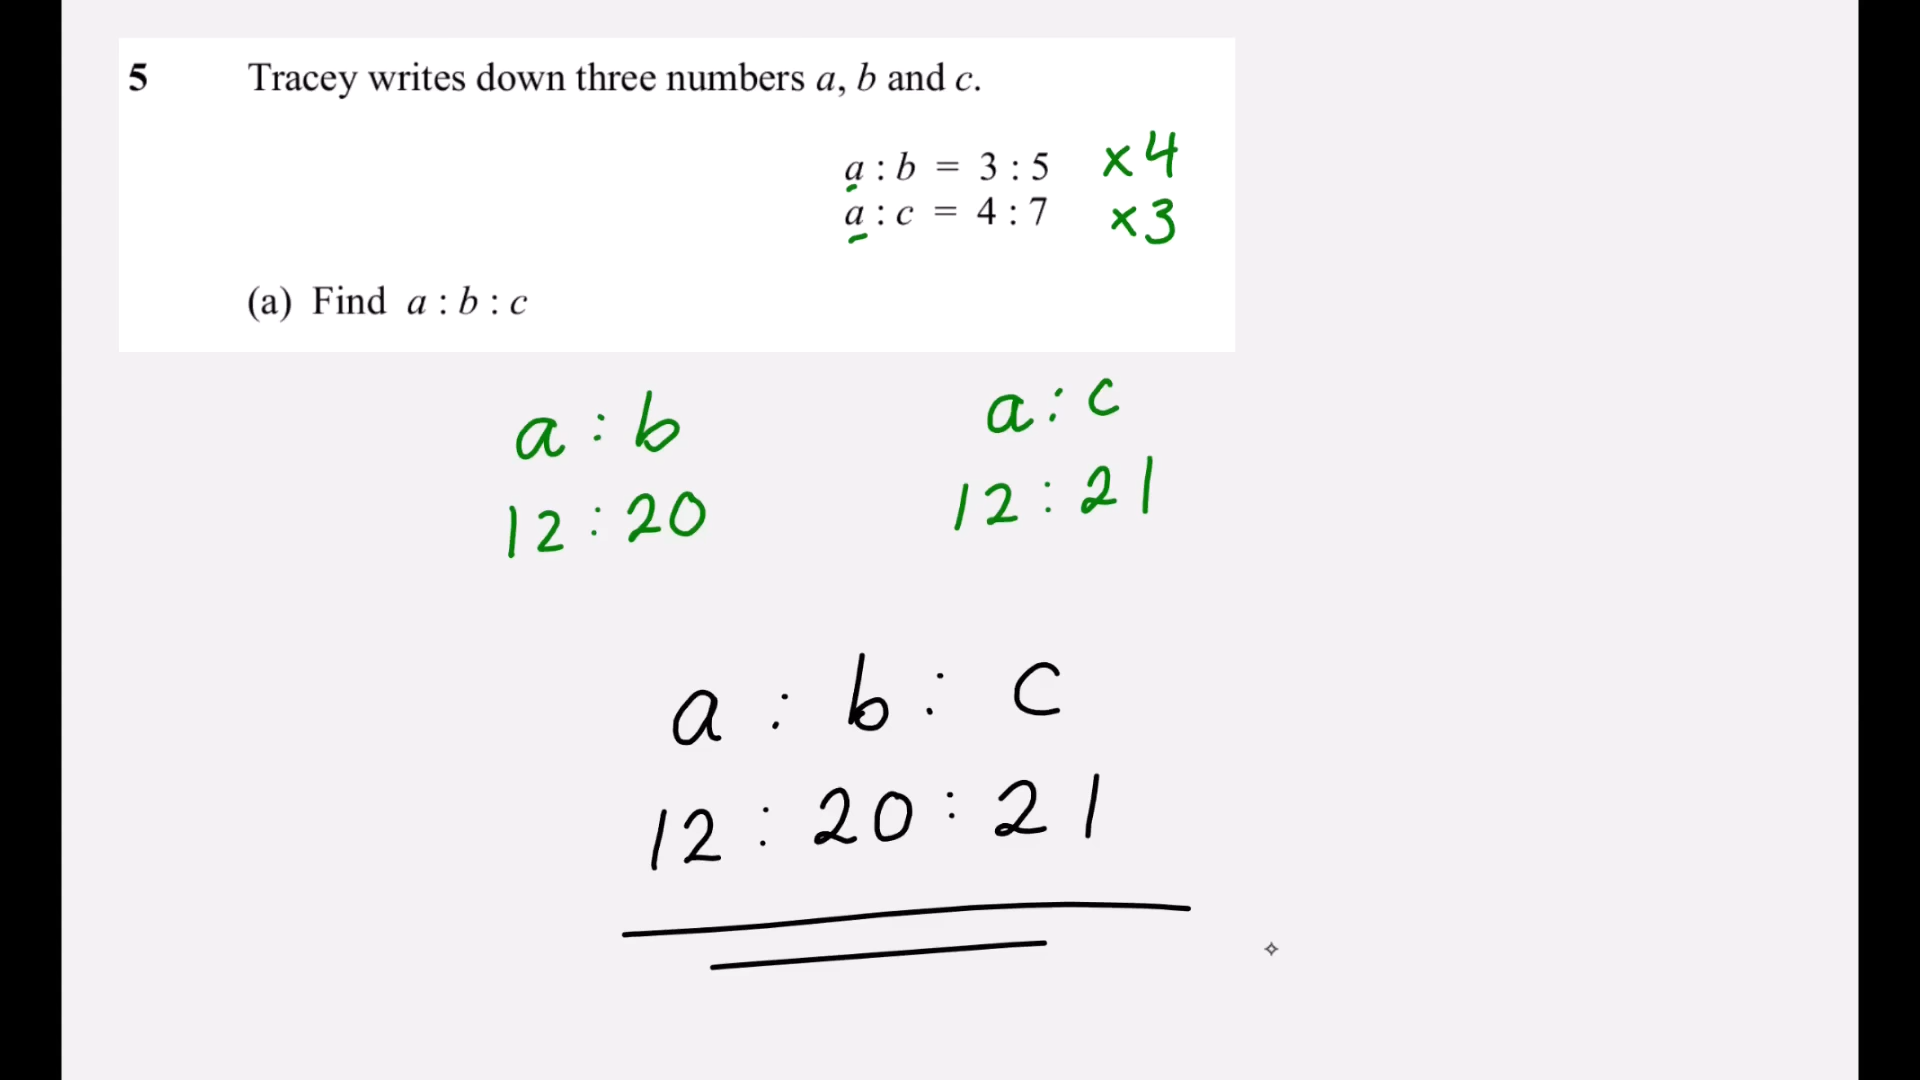 5 Tracey writes down three numbers a, b and c.
a : b = 3 : 5 ×4
a : c = 4 : 7 ×3
(a) Find a : b : c
a : b a : c
12 : 20 12 : 21
a : b : c
12 : 20 : 21